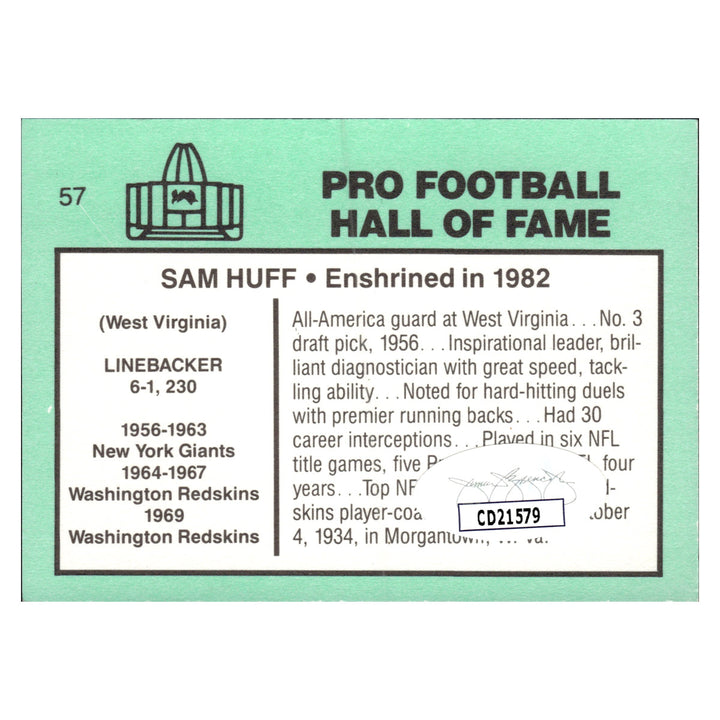 57
PRO FOOTBALL
HALL OF FAME
SAM HUFF • Enshrined in 1982
(West Virginia)
LINEBACKER
6-1, 230
1956-1963
New York Giants
1964-1967
Washington Redskins
1969
Washington Redskins
All-America guard at West Virginia. . .No. 3
draft pick, 1956. . .Inspirational leader, bril-
liant diagnostician with great speed, tack-
ling ability. . .Noted for hard-hitting duels
with premier running backs. . .Had 30
career interceptions. . .Played in six NFL
title games, five four
years. . .Top
skins
4, 1934, in W. Va.
CD21579